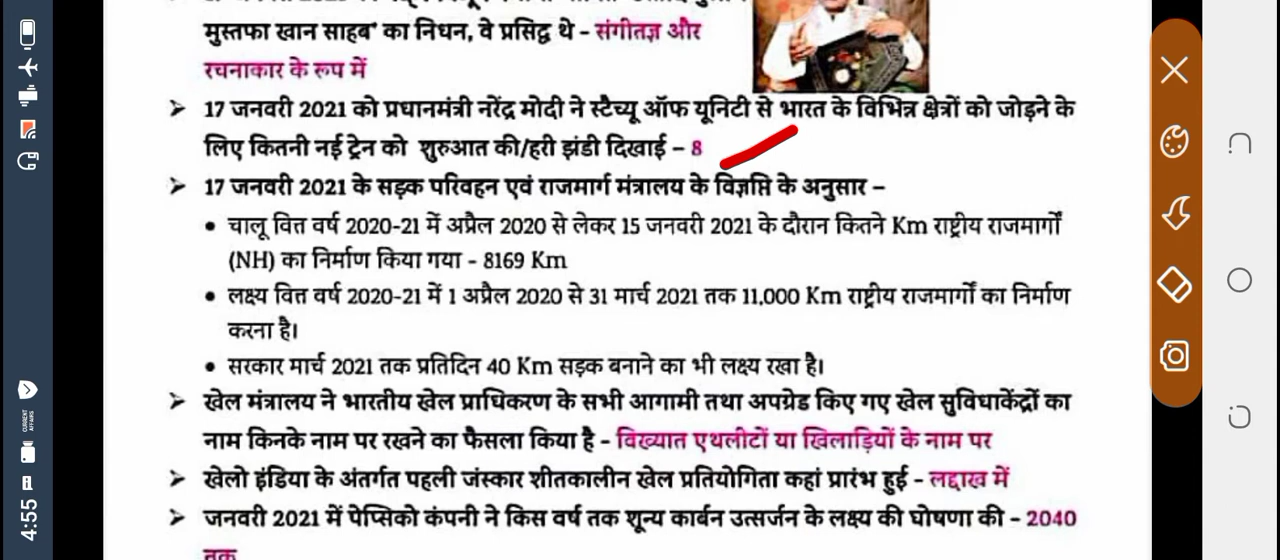 मुस्तफा खान साहब' का निधन, वे प्रसिद्ध थे - संगीतज्ञ और
रचनाकार के रूप में
➤ 17 जनवरी 2021 को प्रधानमंत्री नरेंद्र मोदी ने स्टैच्यू ऑफ यूनिटी से भारत के विभिन्न क्षेत्रों को जोड़ने के
लिए कितनी नई ट्रेन को शुरुआत की/हरी झंडी दिखाई – 8
➤ 17 जनवरी 2021 के सड़क परिवहन एवं राजमार्ग मंत्रालय के विज्ञप्ति के अनुसार –
• चालू वित्त वर्ष 2020-21 में अप्रैल 2020 से लेकर 15 जनवरी 2021 के दौरान कितने Km राष्ट्रीय राजमार्गों
(NH) का निर्माण किया गया - 8169 Km
• लक्ष्य वित्त वर्ष 2020-21 में 1 अप्रैल 2020 से 31 मार्च 2021 तक 11,000 Km राष्ट्रीय राजमार्गों का निर्माण
करना है।
• सरकार मार्च 2021 तक प्रतिदिन 40 Km सड़क बनाने का भी लक्ष्य रखा है।
➤ खेल मंत्रालय ने भारतीय खेल प्राधिकरण के सभी आगामी तथा अपग्रेड किए गए खेल सुविधाकेंद्रों का
नाम किनके नाम पर रखने का फैसला किया है - विख्यात एथलीटों या खिलाड़ियों के नाम पर
➤ खेलो इंडिया के अंतर्गत पहली जंस्कार शीतकालीन खेल प्रतियोगिता कहां प्रारंभ हुई - लद्दाख में
➤ जनवरी 2021 में पेप्सिको कंपनी ने किस वर्ष तक शून्य कार्बन उत्सर्जन के लक्ष्य की घोषणा की – 2040
तक
4:55
CURRENT
AFFAIRS